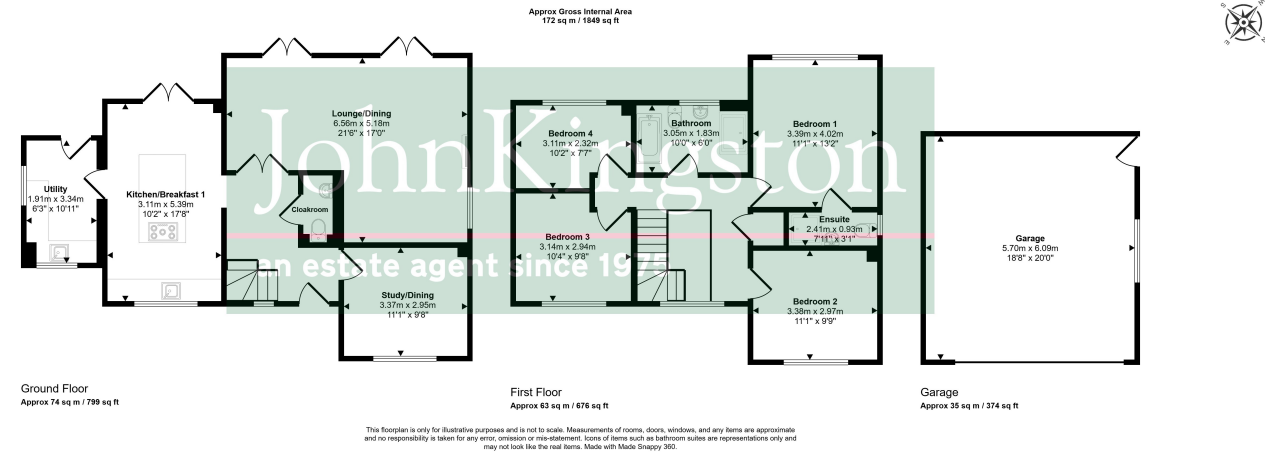 Approx Gross Internal Area
172 sq m / 1849 sq ft
JohnKingston
an estate agent since 1975
Utility
1.91m x 3.34m
6'3" x 10'11"
Kitchen/Breakfast 1
3.11m x 5.39m
10'2" x 17'8"
Lounge/Dining
6.56m x 5.18m
21'6" x 17'0"
Cloakroom
Study/Dining
3.37m x 2.95m
11'1" x 9'8"
Ground Floor
Approx 74 sq m / 799 sq ft
Bedroom 4
3.11m x 2.32m
10'2" x 7'7"
Bathroom
3.05m x 1.83m
10'0" x 6'0"
Bedroom 1
3.39m x 4.02m
11'1" x 13'2"
Ensuite
2.41m x 0.93m
7'11" x 3'1"
Bedroom 3
3.14m x 2.94m
10'4" x 9'8"
Bedroom 2
3.38m x 2.97m
11'1" x 9'9"
First Floor
Approx 63 sq m / 676 sq ft
Garage
5.70m x 6.09m
18'8" x 20'0"
Garage
Approx 35 sq m / 374 sq ft
This floorplan is only for illustrative purposes and is not to scale. Measurements of rooms, doors, windows, and any items are approximate
and no responsibility is taken for any error, omission or mis-statement. Icons of items such as bathroom suites are representations only and
may not look like the real items. Made with Made Snappy 360.